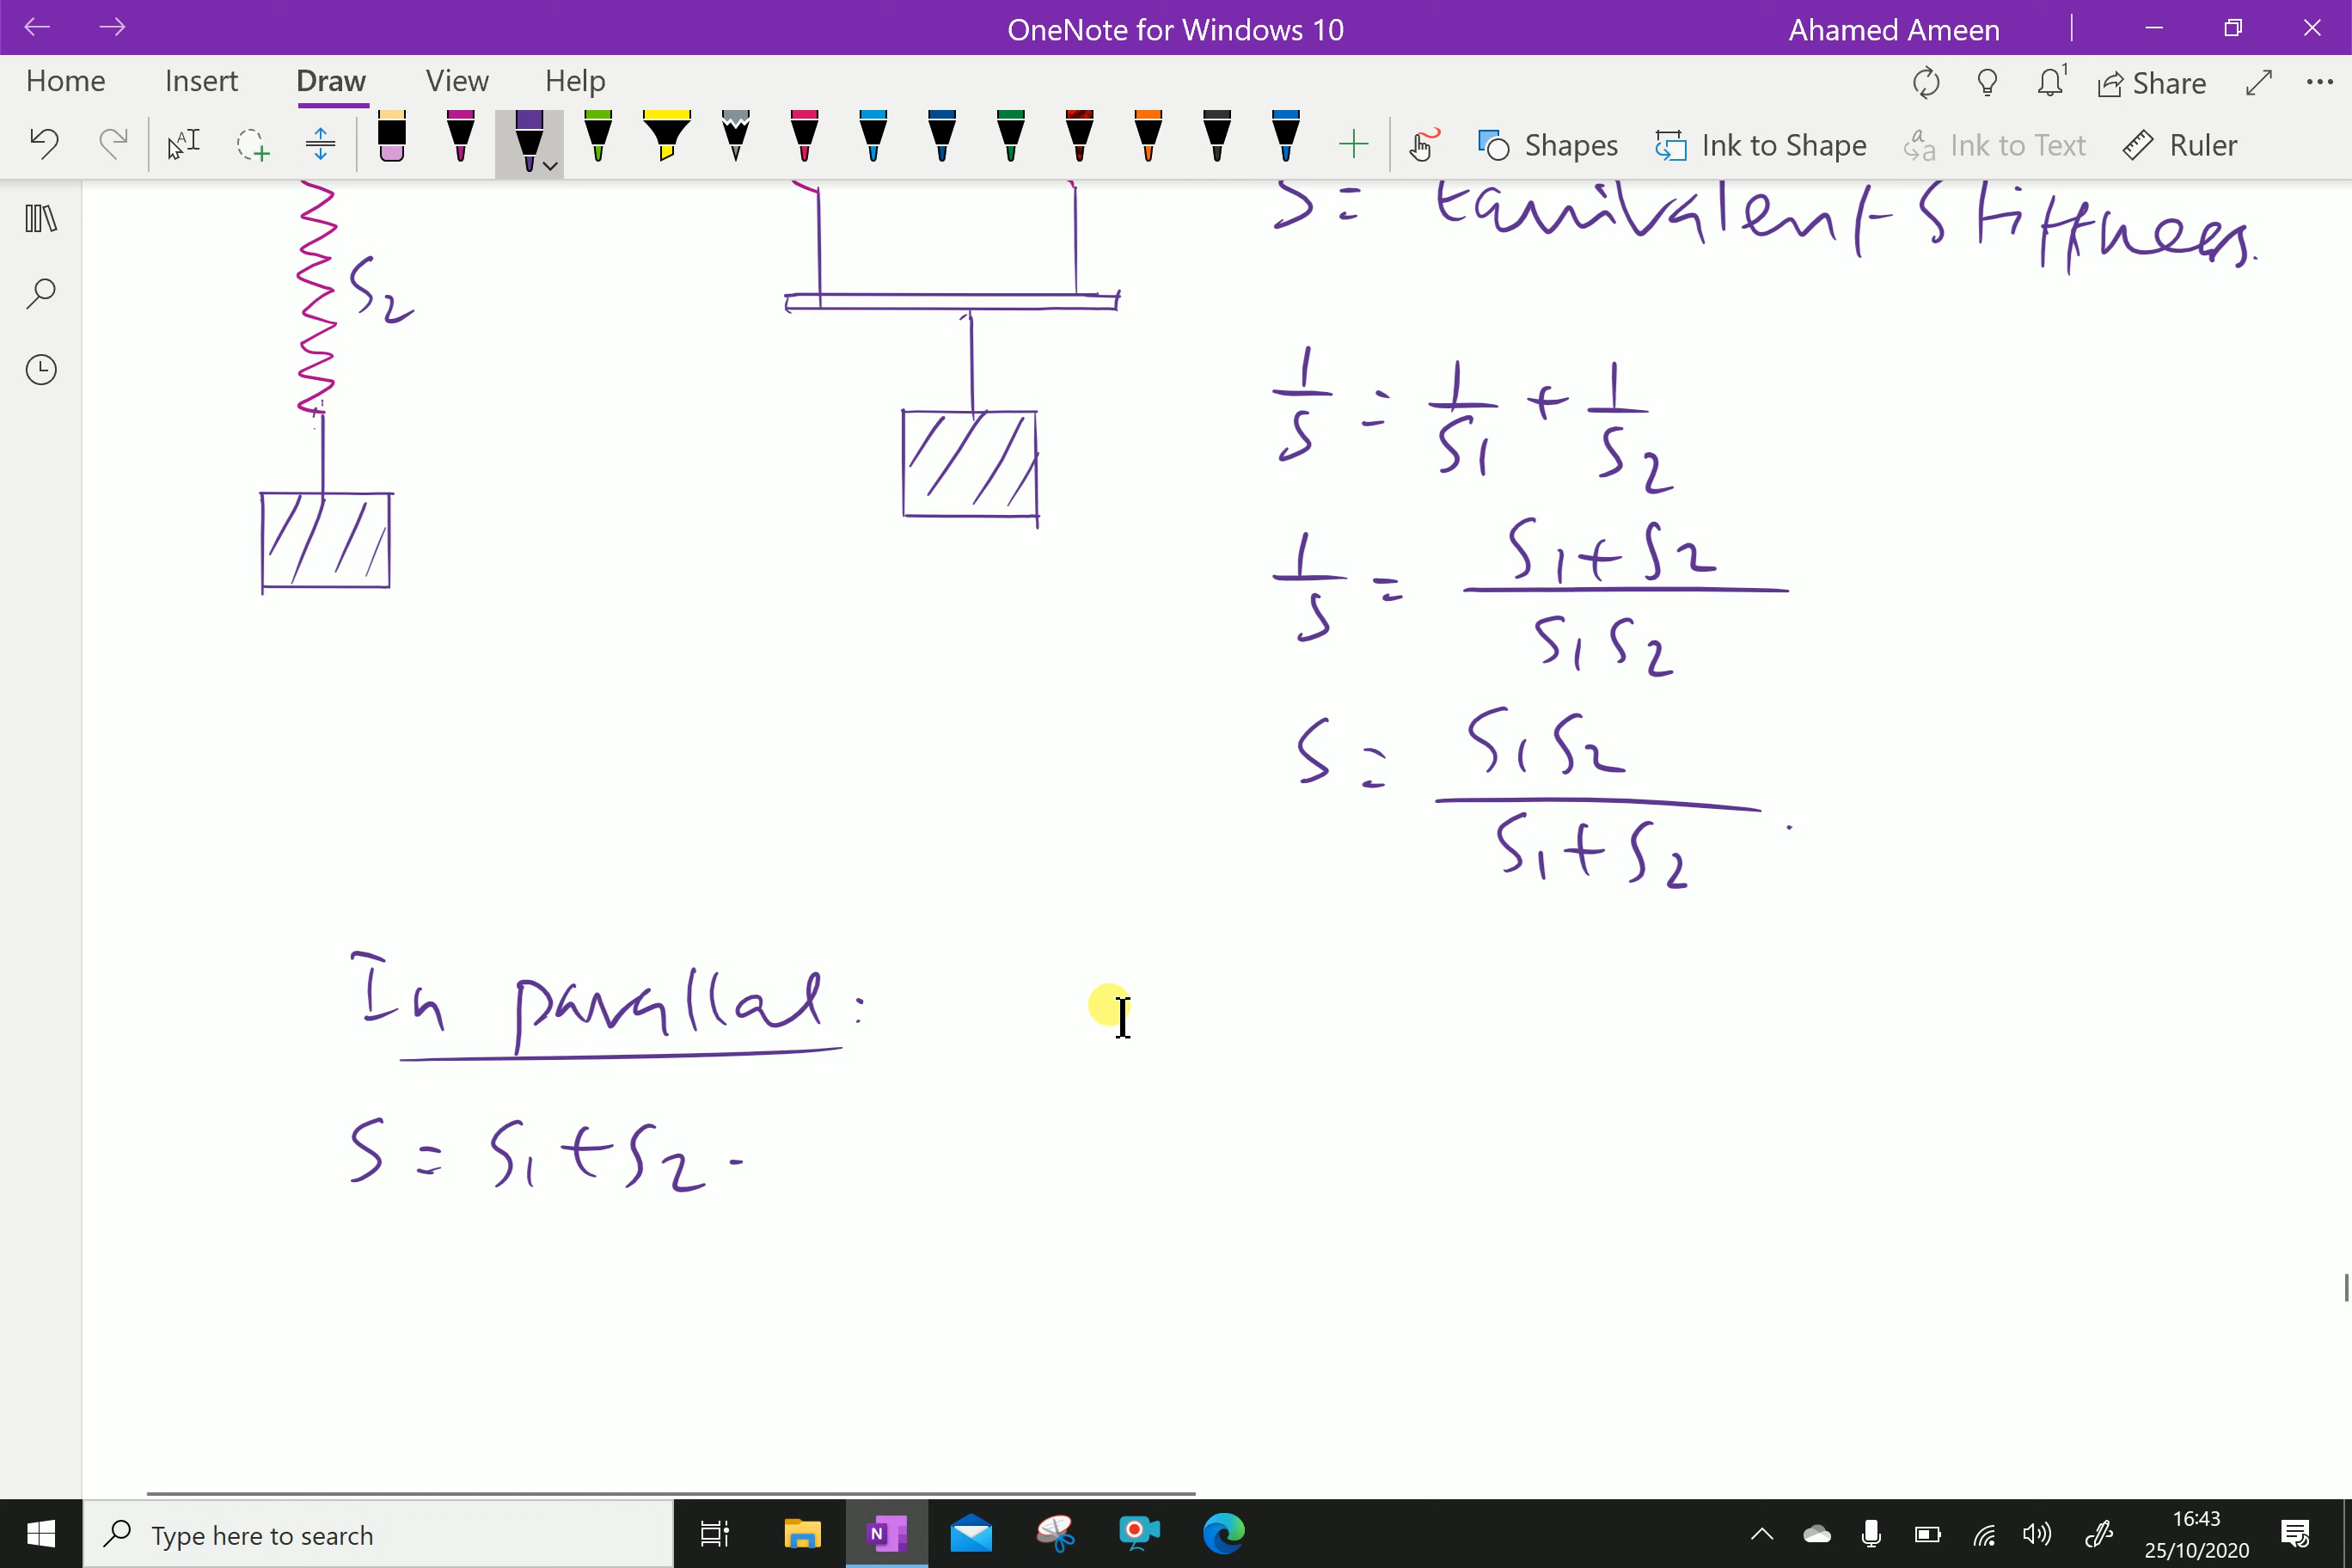 OneNote for Windows 10
Ahamed Ameen
Home Insert Draw View Help
1 Share
Shapes Ink to Shape Ink to Text Ruler
S = Equivalent Stiffness.
S2
1/S = 1/S1 + 1/S2
1/S = S1+S2/S1S2
S = S1S2/S1+S2.
In parallal:
S = S1+S2.
Type here to search
16:43
25/10/2020